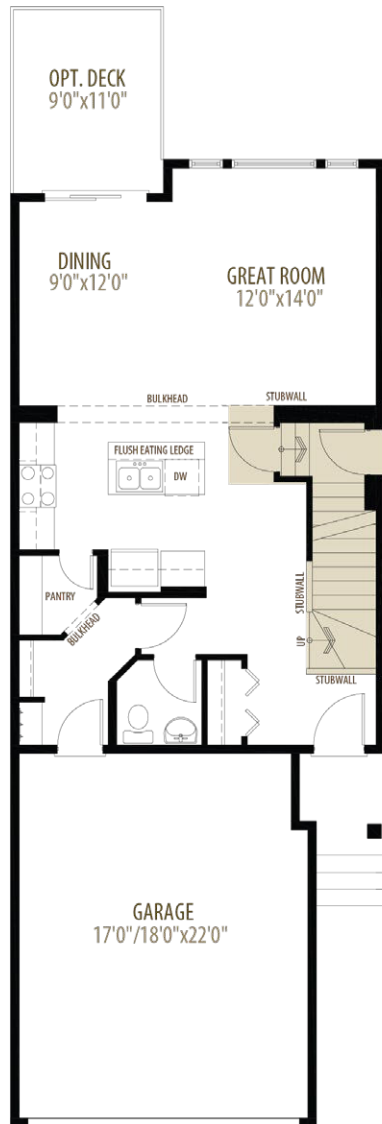 OPT. DECK
9'0"x11'0"
DINING
9'0"x12'0"
GREAT ROOM
12'0"x14'0"
BULKHEAD
STUBWALL
FLUSH EATING LEDGE
DW
PANTRY
BULKHEAD
STUBWALL
UP
STUBWALL
GARAGE
17'0"/18'0"x22'0"